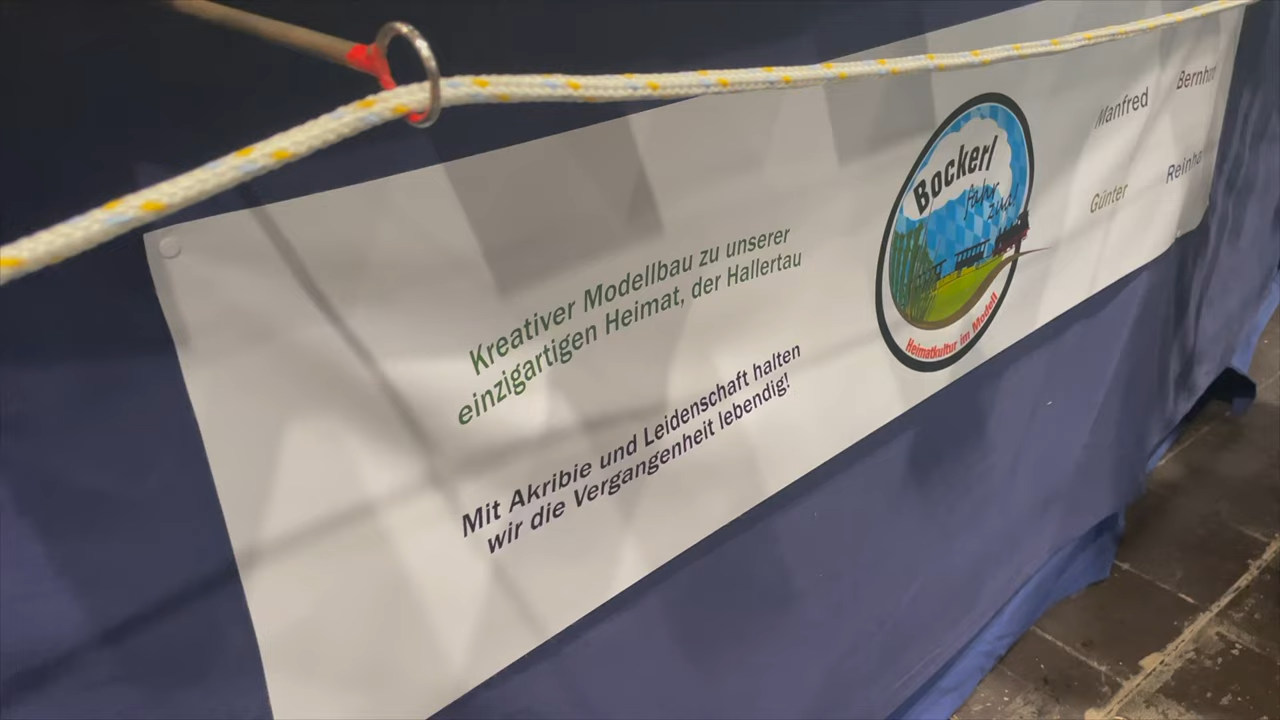 Kreativer Modellbau zu unserer
einzigartigen Heimat, der Hallertau
Mit Akribie und Leidenschaft halten
wir die Vergangenheit lebendig!
Bockerl
fahr
zua!
Heimatkultur im Modell
Manfred
Günter